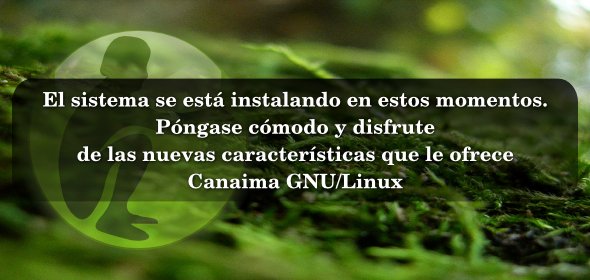 El sistema se está instalando en estos momentos.
Póngase cómodo y disfrute
de las nuevas características que le ofrece
Canaima GNU/Linux